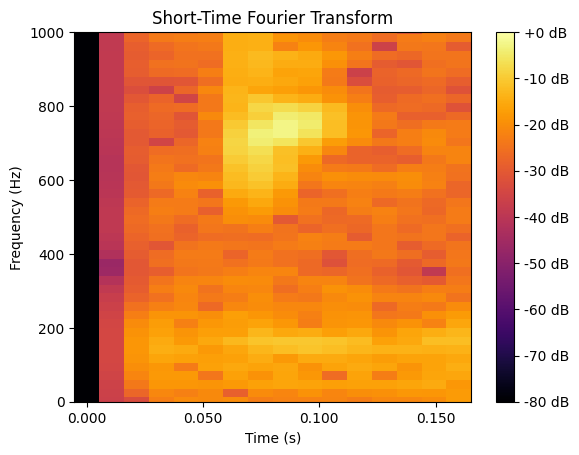 Short-Time Fourier Transform
Frequency (Hz)
1000
800
600
400
200
0
0.000
0.050
0.100
0.150
Time (s)
+0 dB
-10 dB
-20 dB
-30 dB
-40 dB
-50 dB
-60 dB
-70 dB
-80 dB